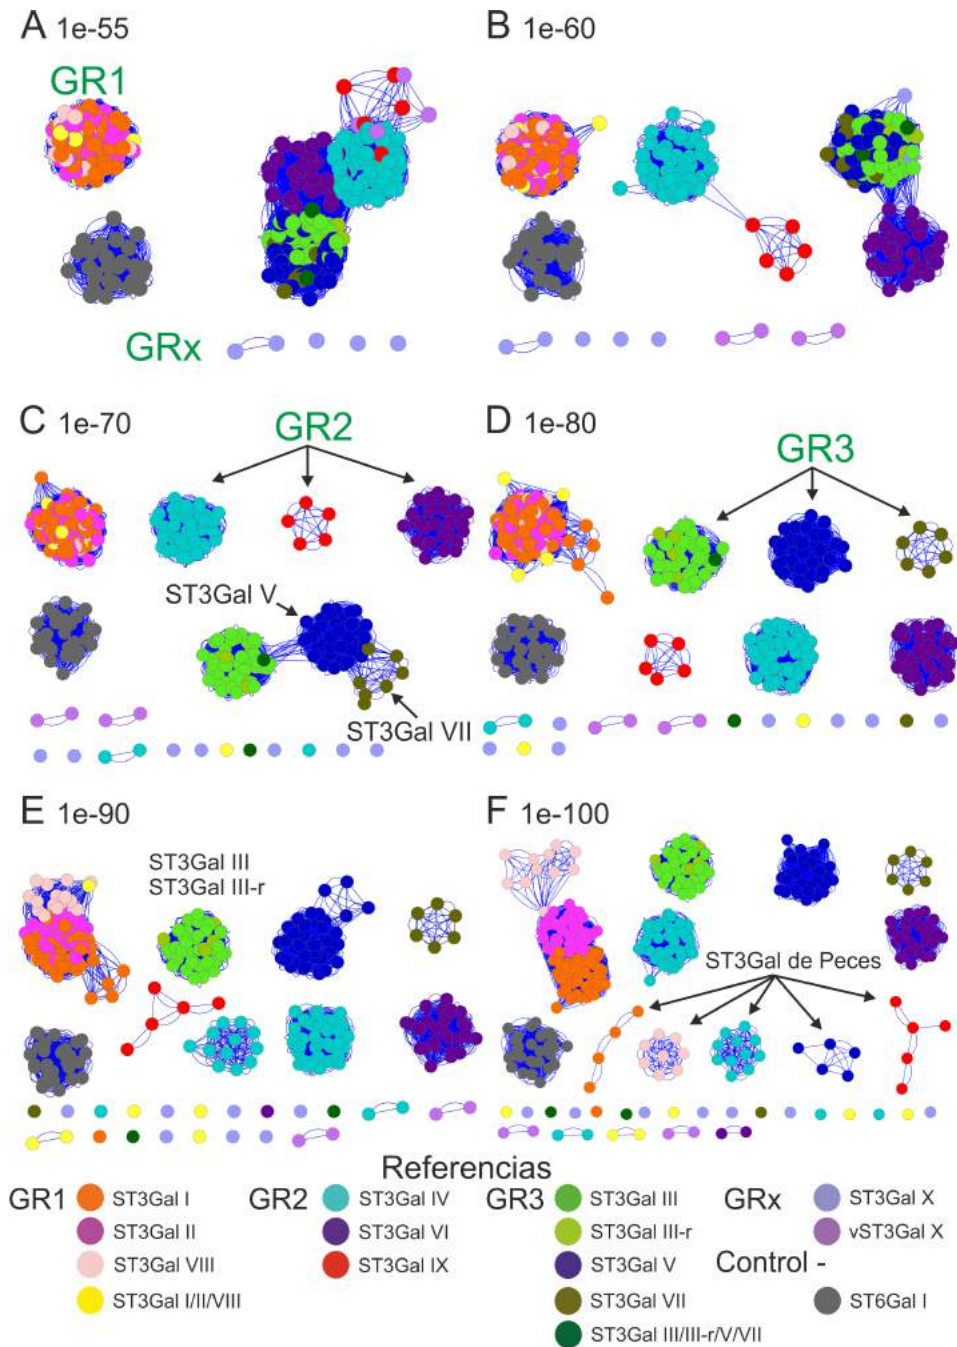 A 1e-55
B 1e-60
GR1
GRx
C 1e-70
GR2
D 1e-80
GR3
ST3Gal V
ST3Gal VII
E 1e-90
F 1e-100
ST3Gal III
ST3Gal III-r
ST3Gal de Peces
Referencias
GR1
ST3Gal I
ST3Gal II
ST3Gal VIII
ST3Gal I/II/VIII
GR2
ST3Gal IV
ST3Gal VI
ST3Gal IX
GR3
ST3Gal III
ST3Gal III-r
ST3Gal V
ST3Gal VII
ST3Gal III/III-r/V/VII
GRx
ST3Gal X
vST3Gal X
Control -
ST6Gal I